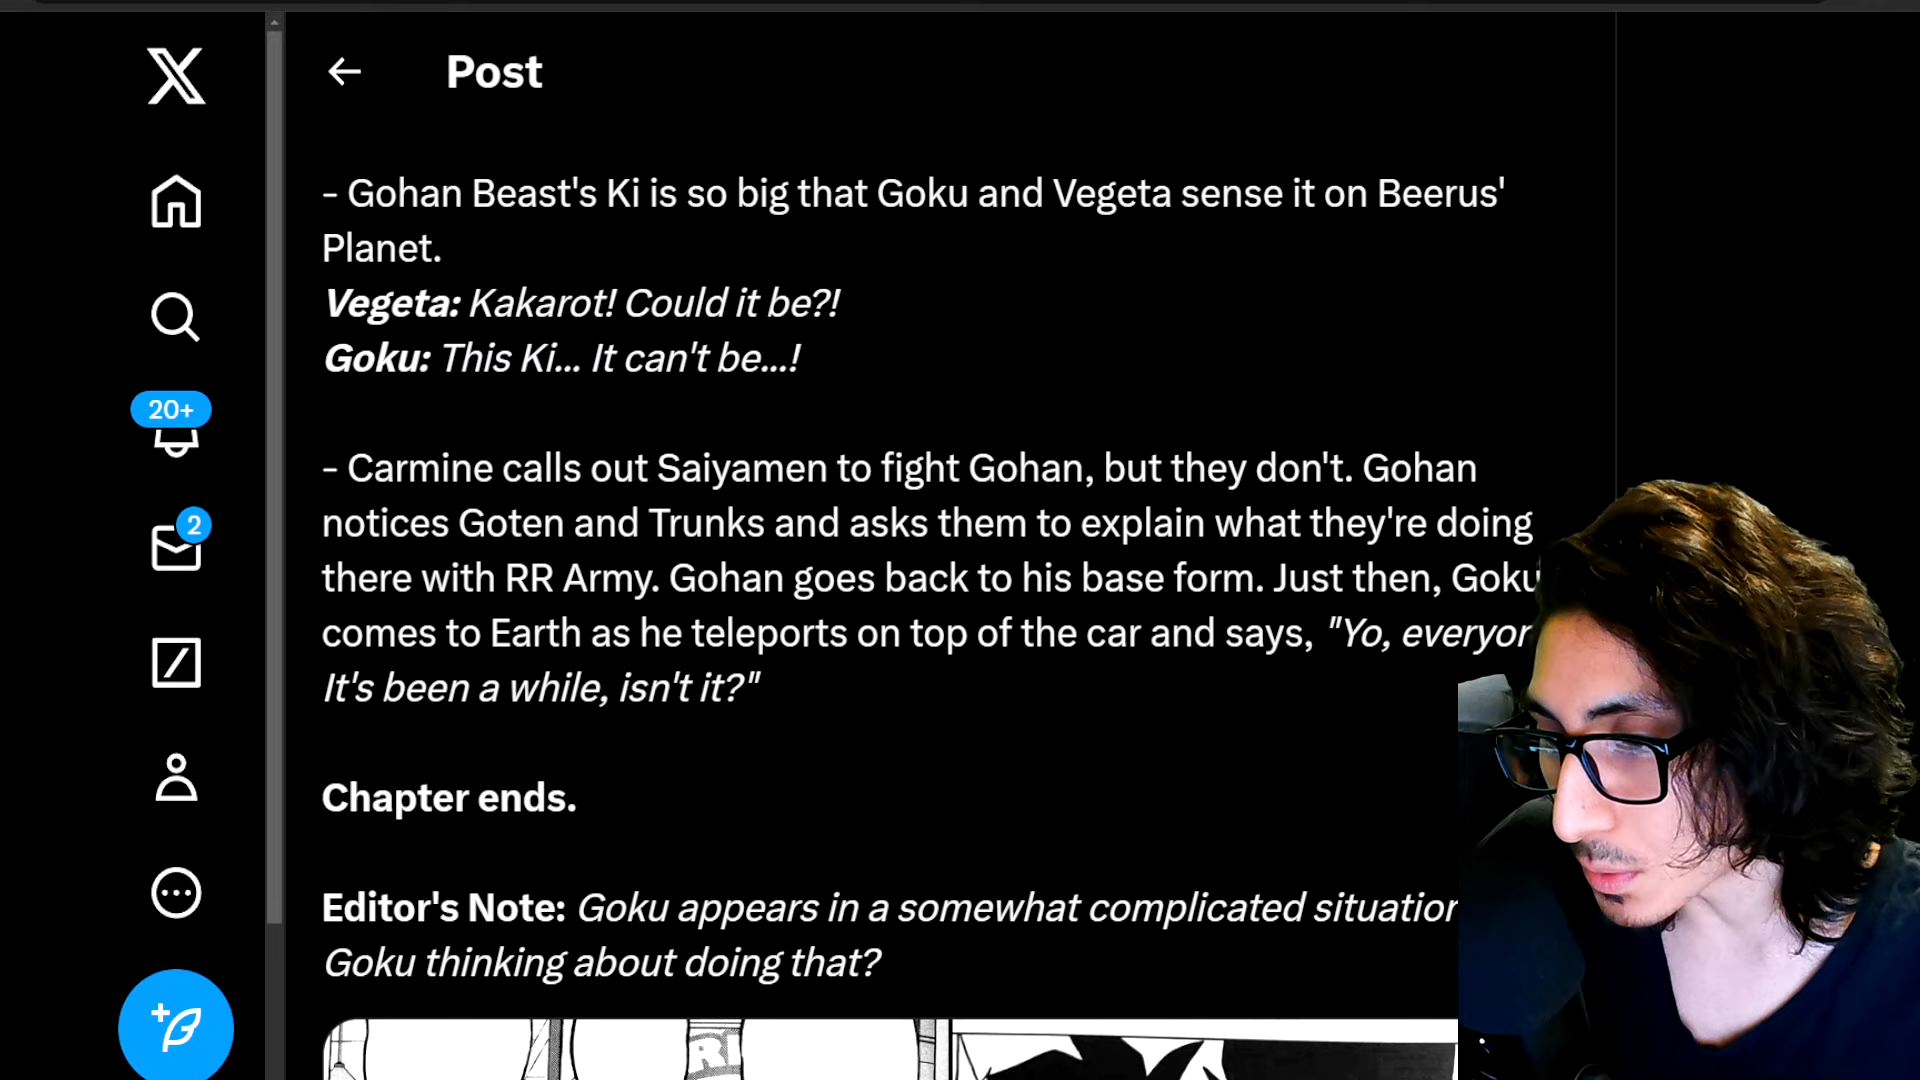 Post
- Gohan Beast's Ki is so big that Goku and Vegeta sense it on Beerus'
Planet.
Vegeta: Kakarot! Could it be?!
Goku: This Ki... It can't be...!
20+
- Carmine calls out Saiyamen to fight Gohan, but they don't. Gohan
2
notices Goten and Trunks and asks them to explain what they're doing
there with RR Army. Gohan goes back to his base form. Just then, Goku
comes to Earth as he teleports on top of the car and says, "Yo,
It's been a while, isn't it?"
Chapter ends.
Editor's Note: Goku appears in a somewhat complicated
Goku thinking about doing that?